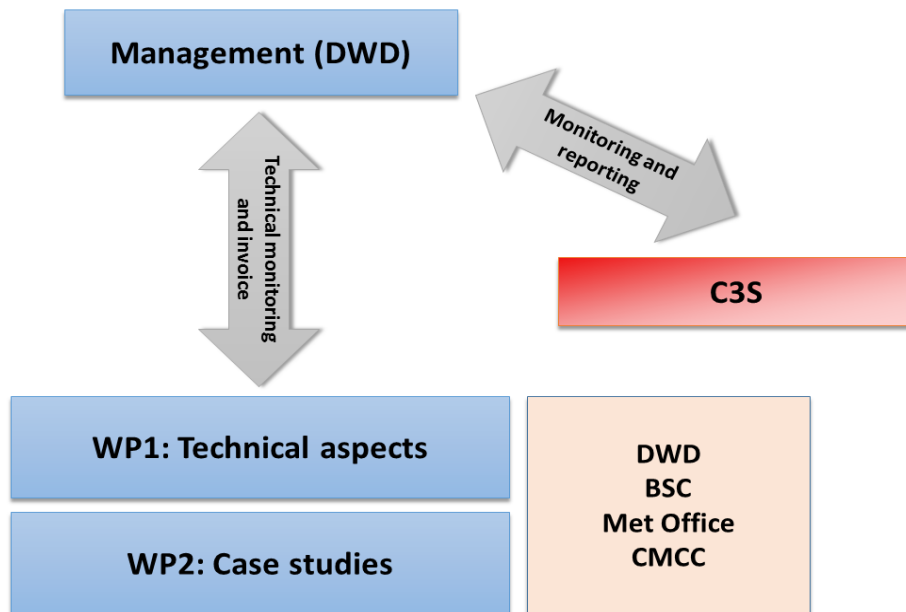 Management (DWD)
Monitoring and
reporting
Technical monitoring
and invoice
C3S
WP1: Technical aspects
WP2: Case studies
DWD
BSC
Met Office
CMCC